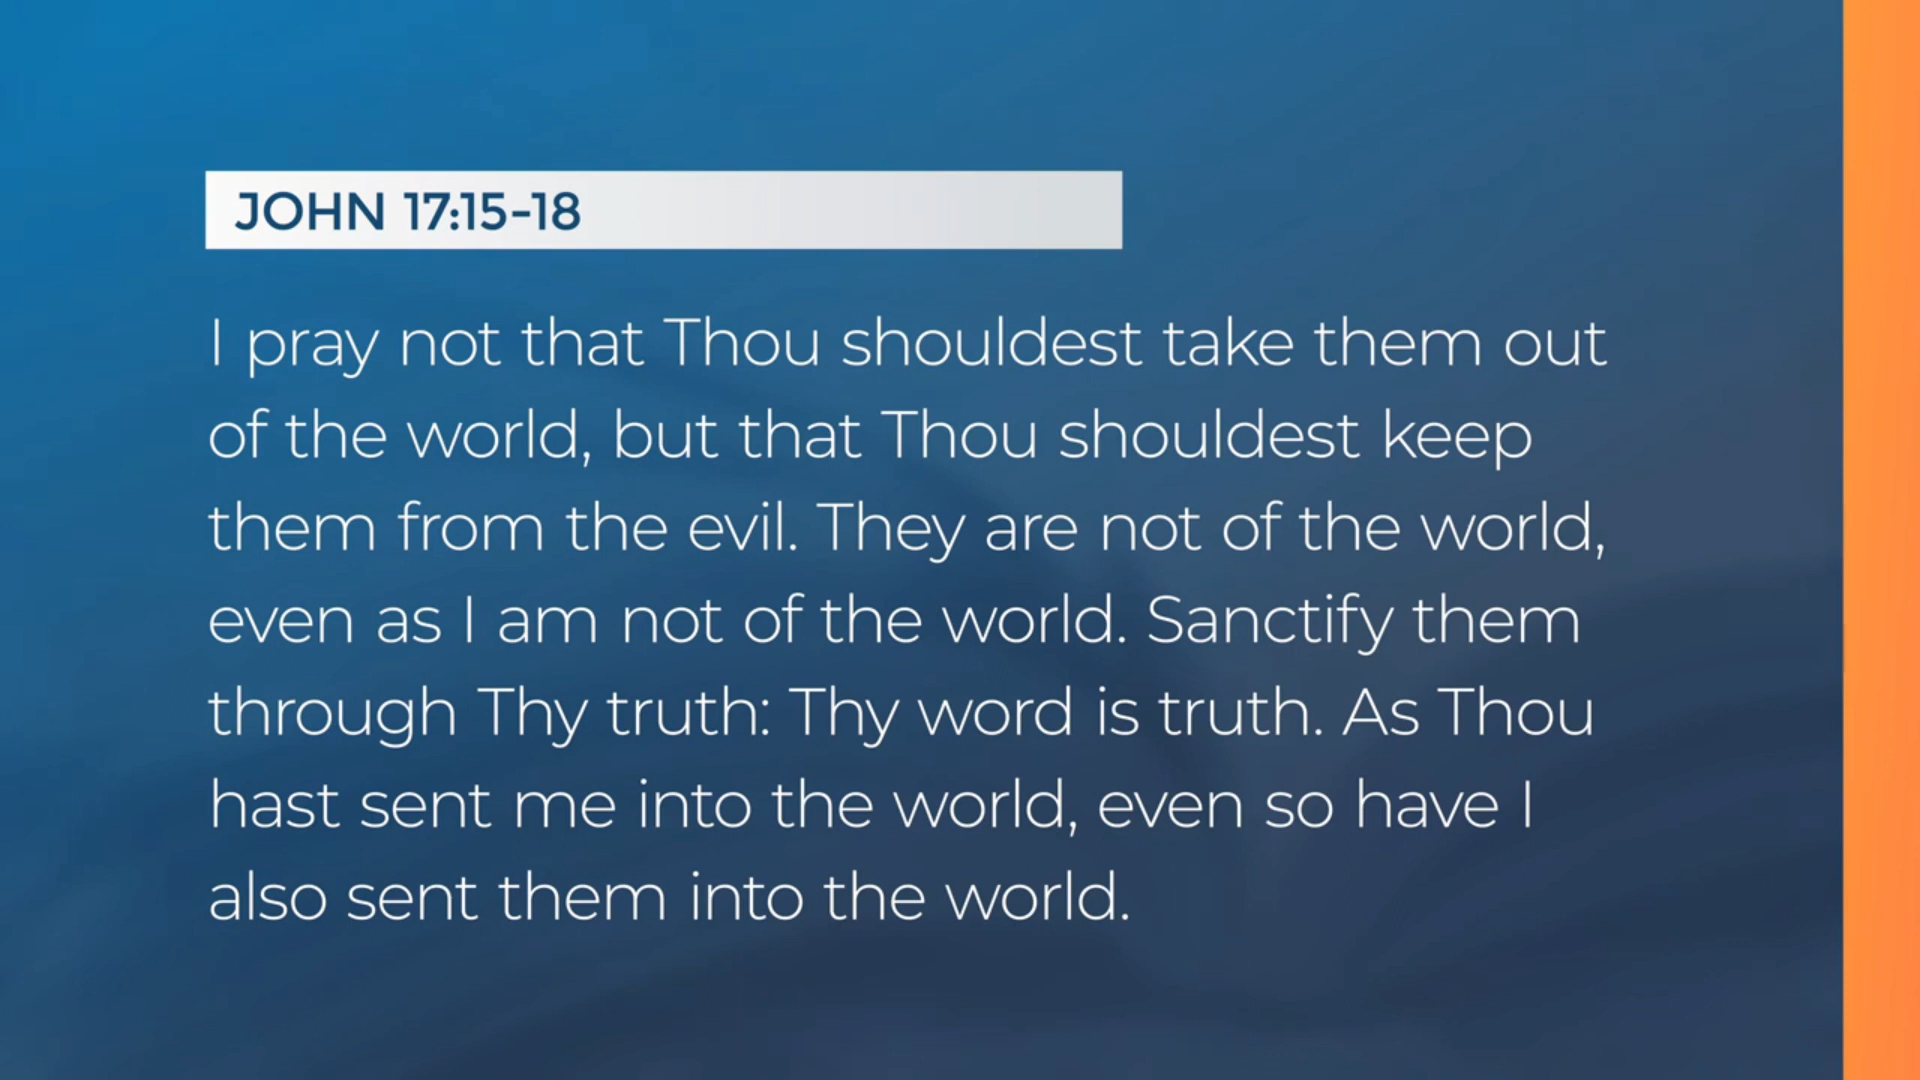 JOHN 17:15-18
I pray not that Thou shouldest take them out
of the world, but that Thou shouldest keep
them from the evil. They are not of the world,
even as I am not of the world. Sanctify them
through Thy truth: Thy word is truth. As Thou
hast sent me into the world, even so have I
also sent them into the world.